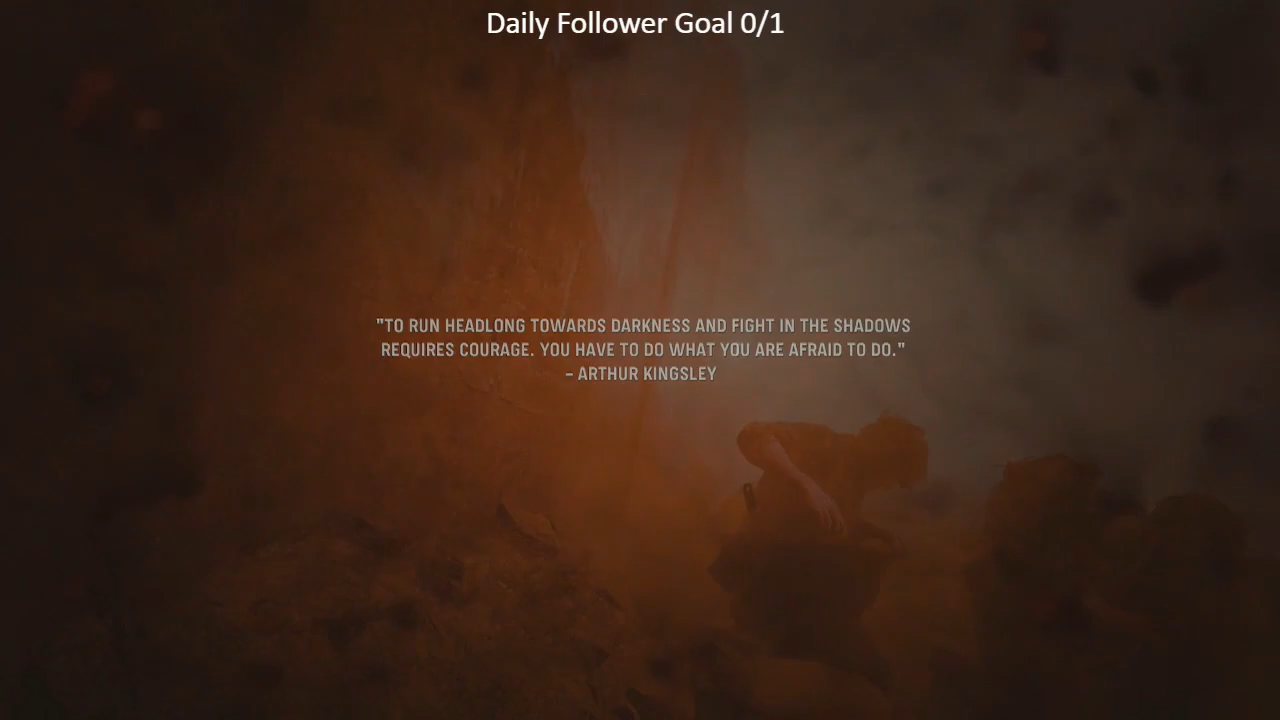 Daily Follower Goal 0/1
"TO RUN HEADLONG TOWARDS DARKNESS AND FIGHT IN THE SHADOWS
REQUIRES COURAGE. YOU HAVE TO DO WHAT YOU ARE AFRAID TO DO."
– ARTHUR KINGSLEY